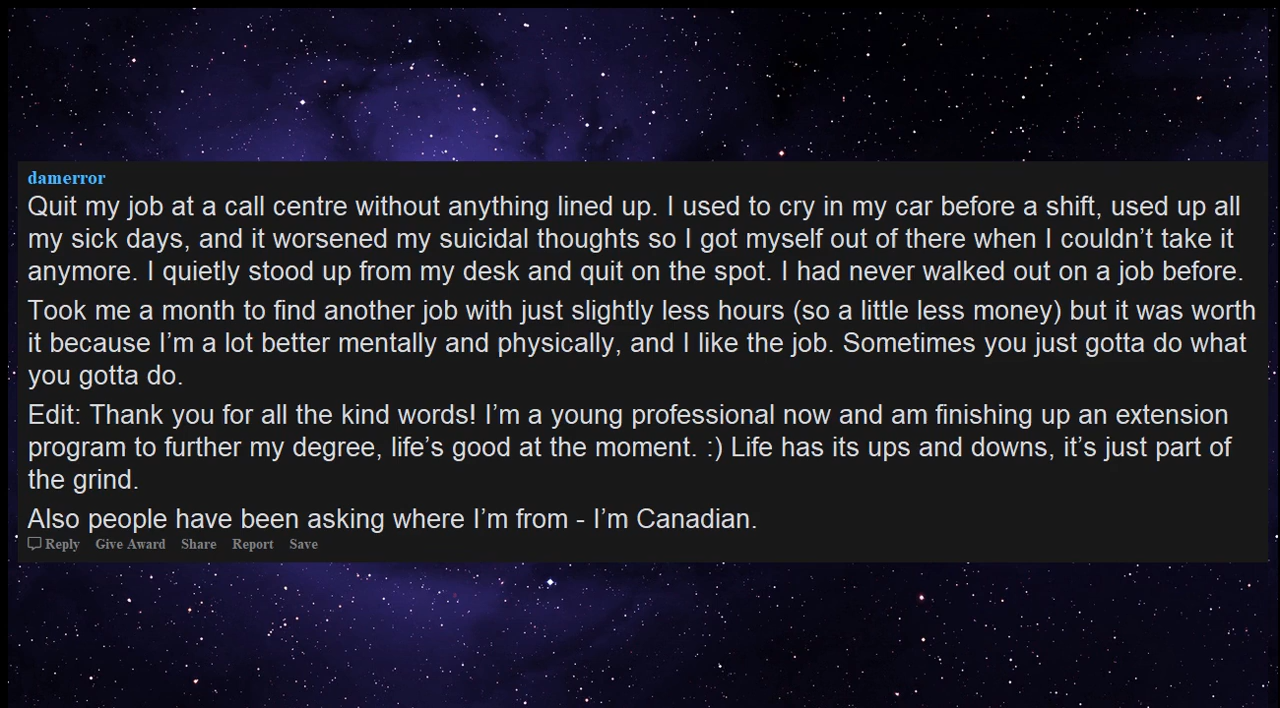 damerror
Quit my job at a call centre without anything lined up. I used to cry in my car before a shift, used up all
my sick days, and it worsened my suicidal thoughts so I got myself out of there when I couldn’t take it
anymore. I quietly stood up from my desk and quit on the spot. I had never walked out on a job before.
Took me a month to find another job with just slightly less hours (so a little less money) but it was worth
it because I’m a lot better mentally and physically, and I like the job. Sometimes you just gotta do what
you gotta do.
Edit: Thank you for all the kind words! I’m a young professional now and am finishing up an extension
program to further my degree, life’s good at the moment. :) Life has its ups and downs, it’s just part of
the grind.
Also people have been asking where I’m from - I’m Canadian.
Reply Give Award Share Report Save